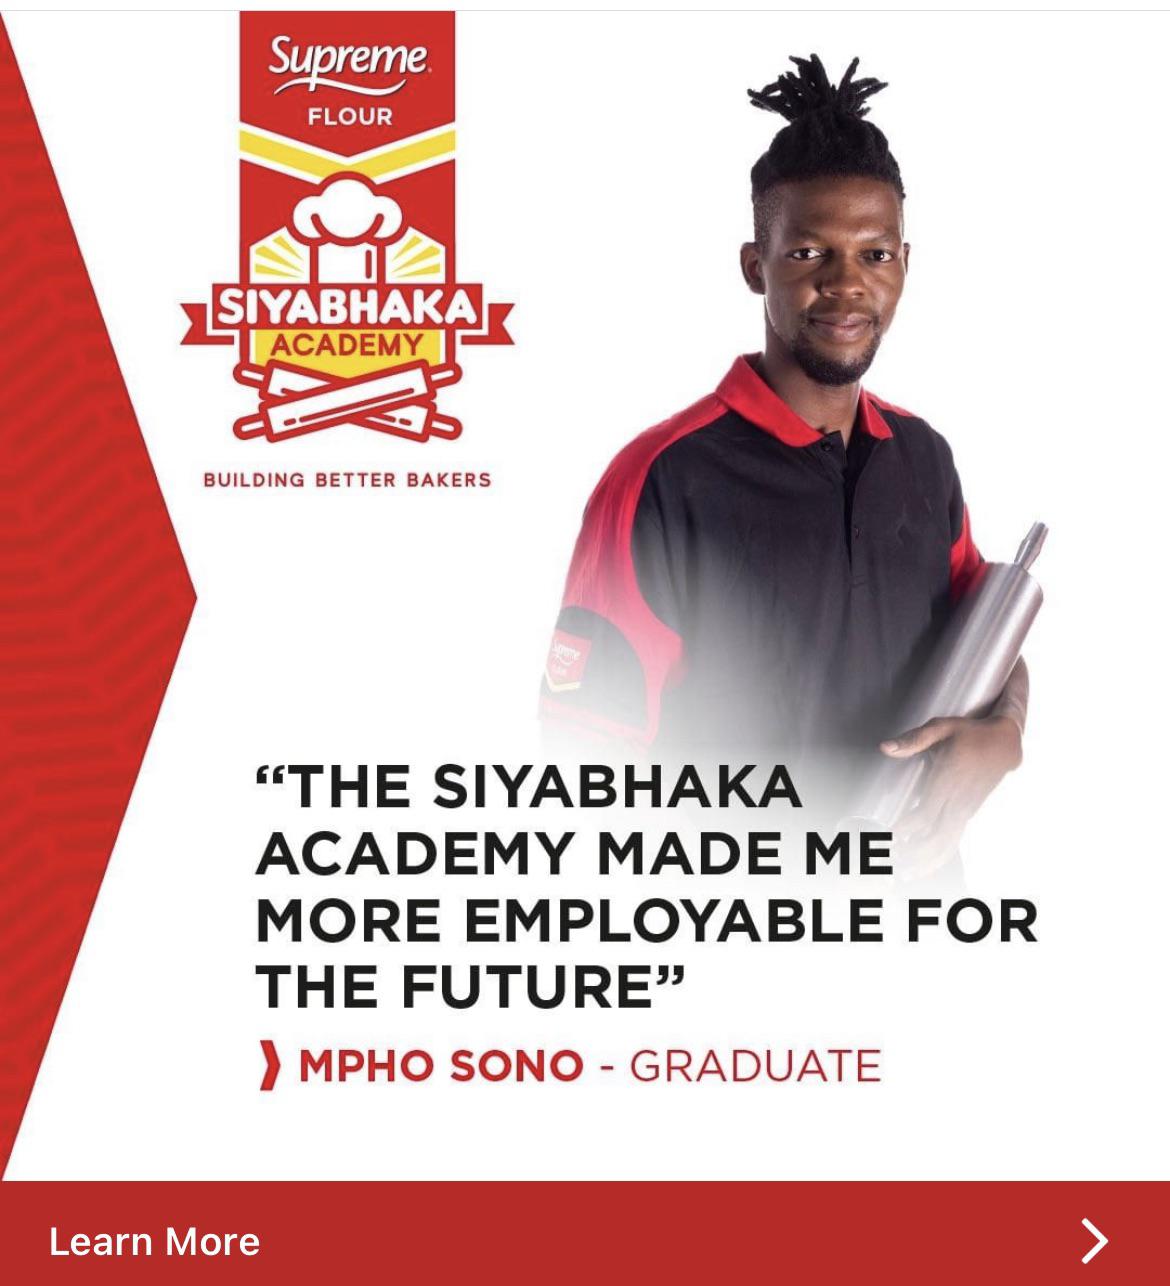 Supreme
FLOUR
SIYABHAKA
ACADEMY
BUILDING BETTER BAKERS
Supreme
“THE SIYABHAKA
ACADEMY MADE ME
MORE EMPLOYABLE FOR
THE FUTURE”
MPHO SONO - GRADUATE
Learn More